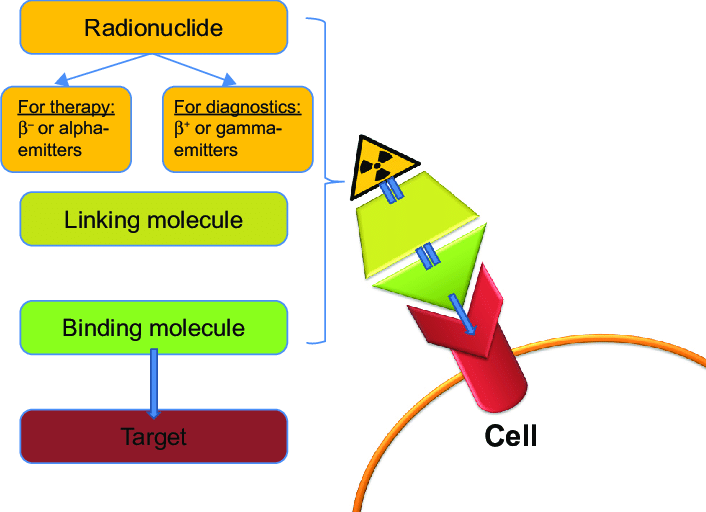 Radionuclide
For therapy:
β⁻ or alpha-
emitters
For diagnostics:
β⁺ or gamma-
emitters
Linking molecule
Binding molecule
Target
Cell